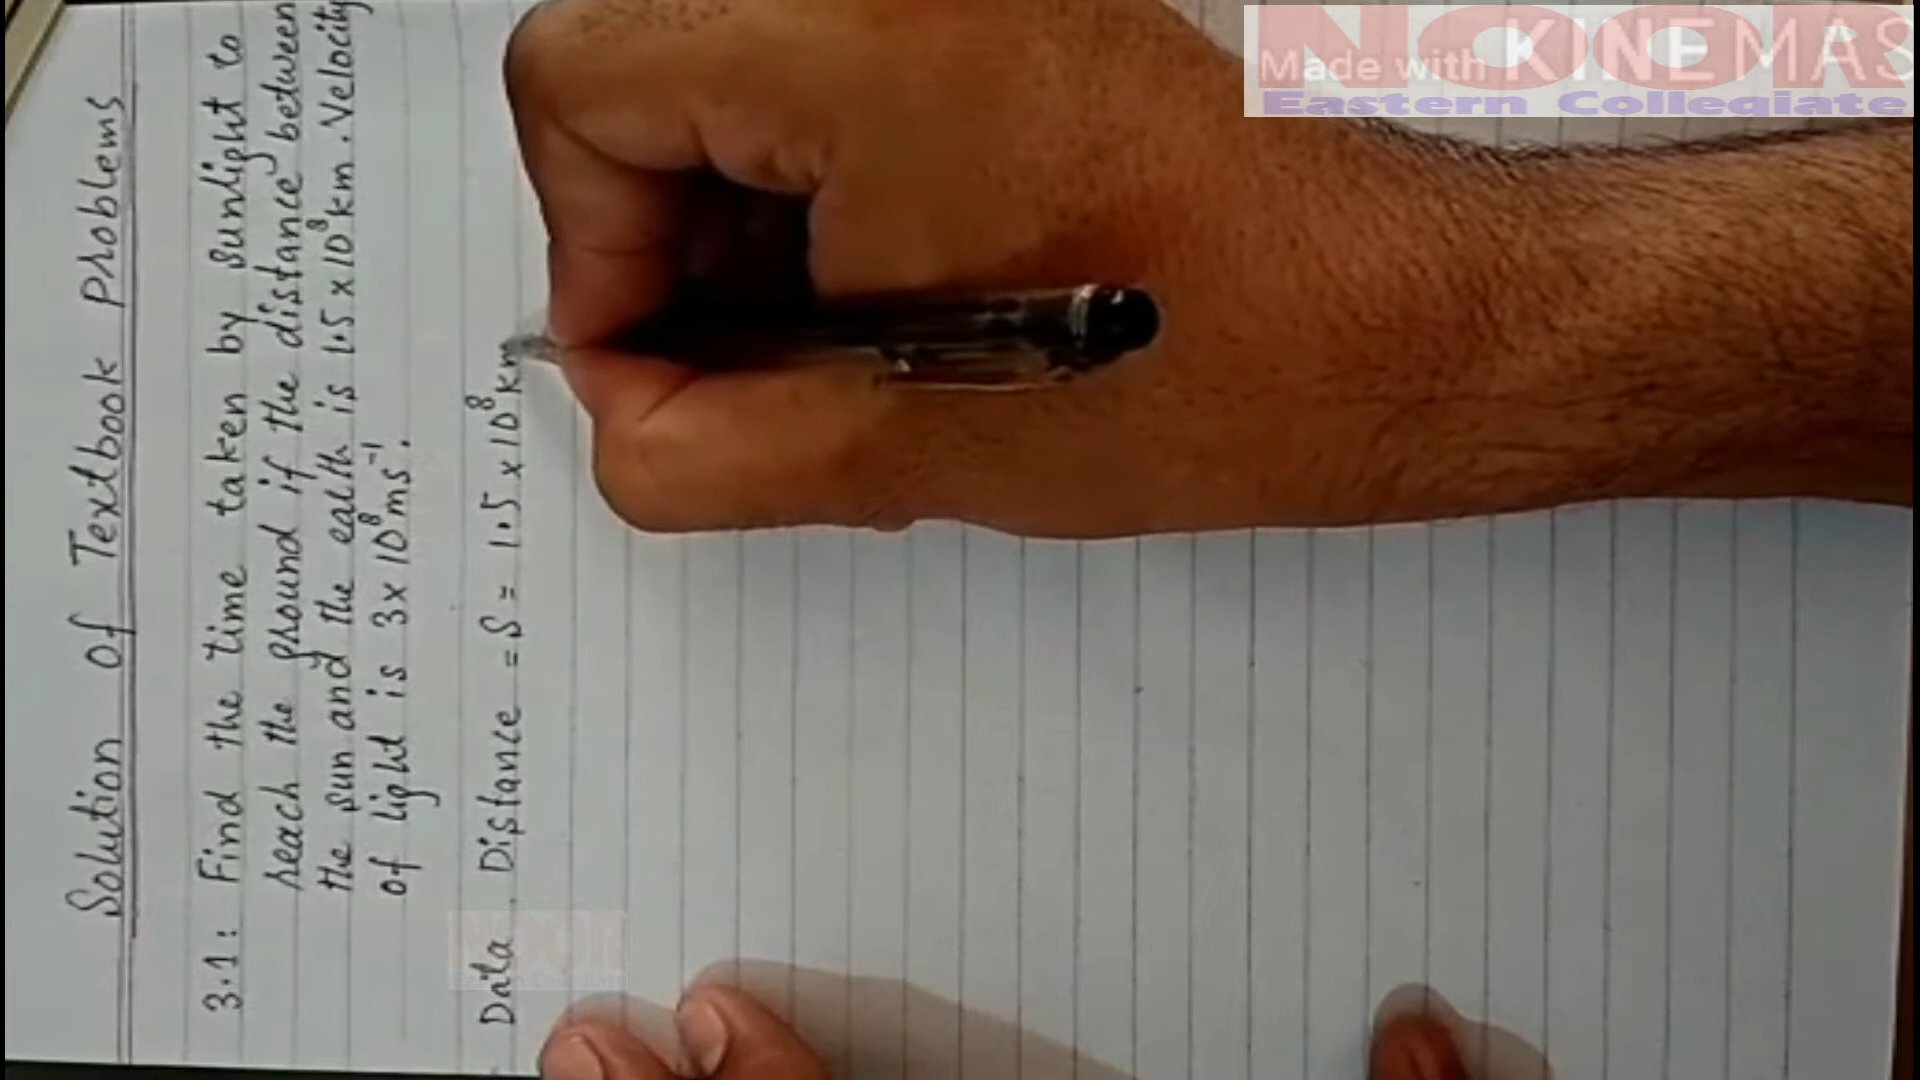 Solution of Textbook Problems
3.1: Find the time taken by sunlight to
reach the ground if the distance between
the sun and the earth is 1.5 x 10⁸ km. Velocity
of light is 3 x 10⁸ ms⁻¹.
Data Distance = S = 1.5 x 10⁸ km
Made with KINEMAS
NOOR
Eastern Collegiate